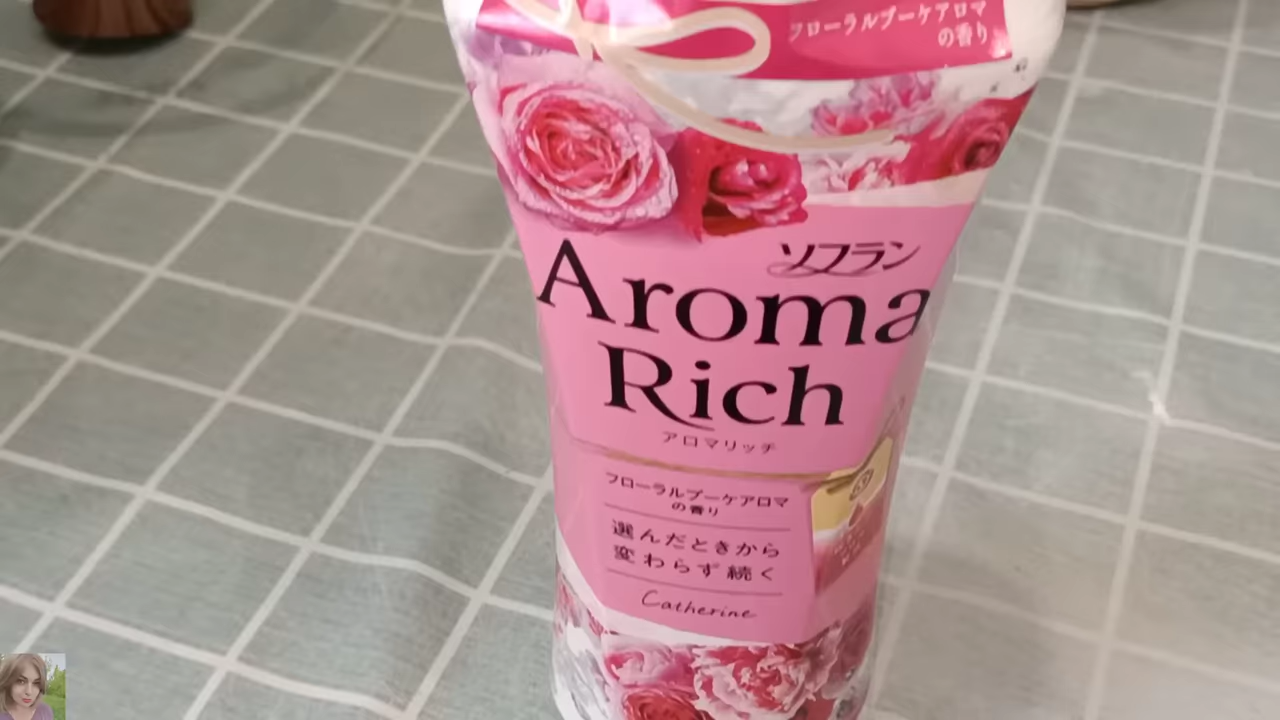 フローラルブーケアロマ
の香り
ソフラン
Aroma
Rich
アロマリッチ
フローラルブーケアロマ
の香り
選んだときから
変わらず続く
Catherine